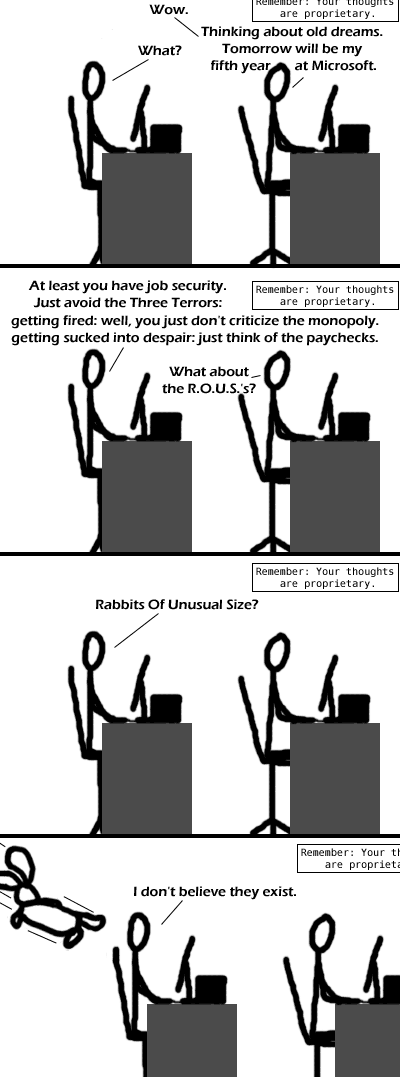 Wow.
Remember: Your thoughts
are proprietary.
Thinking about old dreams.
Tomorrow will be my
fifth year at Microsoft.
What?
At least you have job security.
Just avoid the Three Terrors:
getting fired: well, you just don't criticize the monopoly.
getting sucked into despair: just think of the paychecks.
Remember: Your thoughts
are proprietary.
What about
the R.O.U.S.'s?
Remember: Your thoughts
are proprietary.
Rabbits Of Unusual Size?
Remember: Your th
are proprieta
I don't believe they exist.